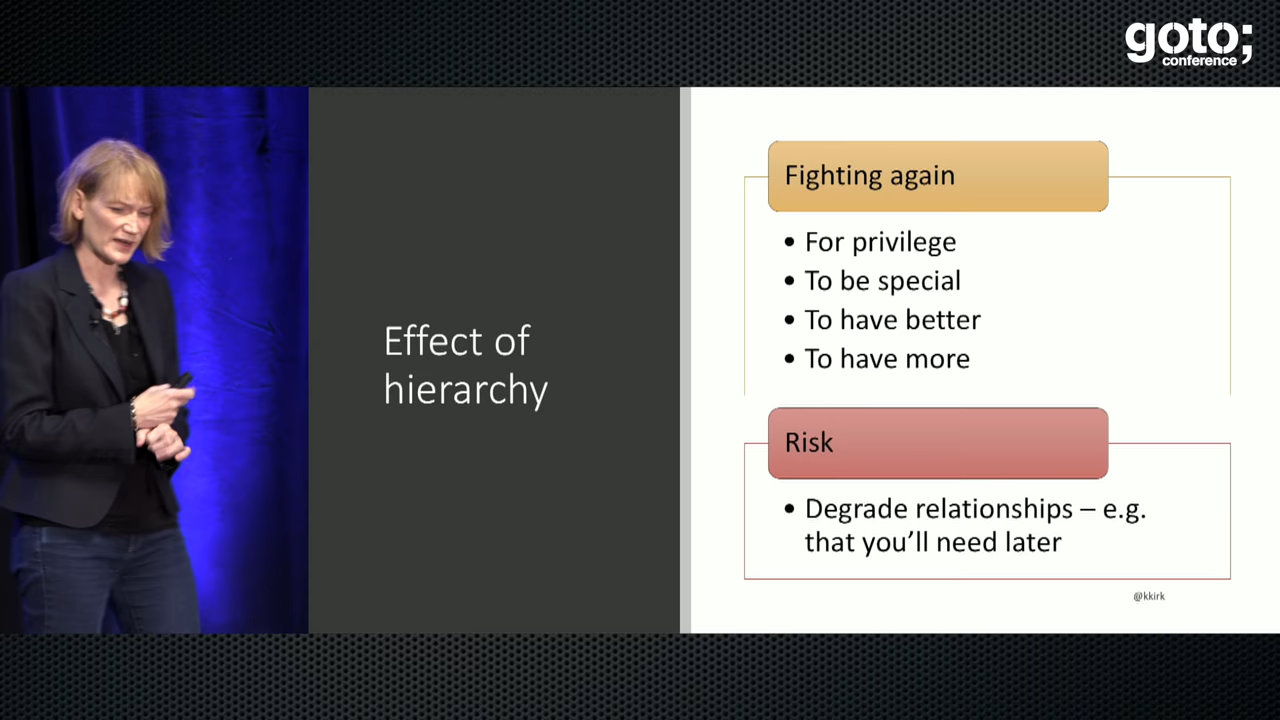 goto;
conference
Effect of
hierarchy
Fighting again
• For privilege
• To be special
• To have better
• To have more
Risk
• Degrade relationships – e.g.
that you'll need later
@kkirk